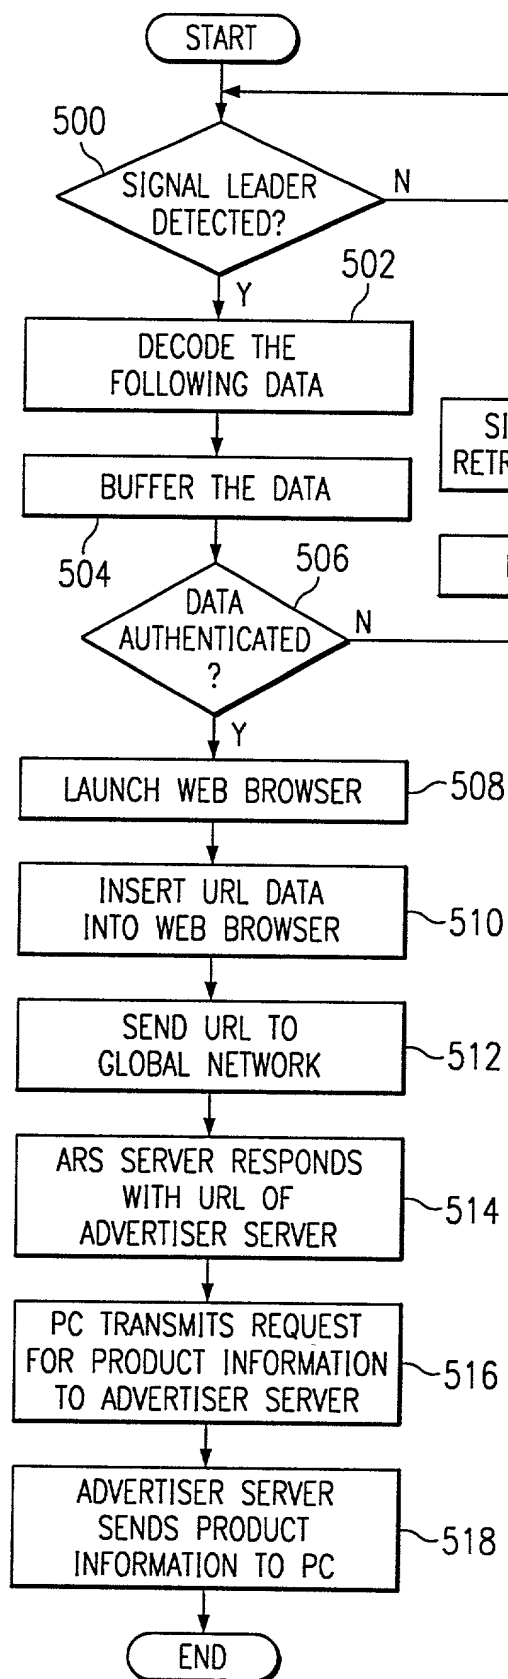 START
500
SIGNAL LEADER
DETECTED?
N
Y
502
DECODE THE
FOLLOWING DATA
BUFFER THE DATA
504
506
DATA
AUTHENTICATED
?
N
Y
LAUNCH WEB BROWSER
508
INSERT URL DATA
INTO WEB BROWSER
510
SEND URL TO
GLOBAL NETWORK
512
ARS SERVER RESPONDS
WITH URL OF
ADVERTISER SERVER
514
PC TRANSMITS REQUEST
FOR PRODUCT INFORMATION
TO ADVERTISER SERVER
516
ADVERTISER SERVER
SENDS PRODUCT
INFORMATION TO PC
518
END